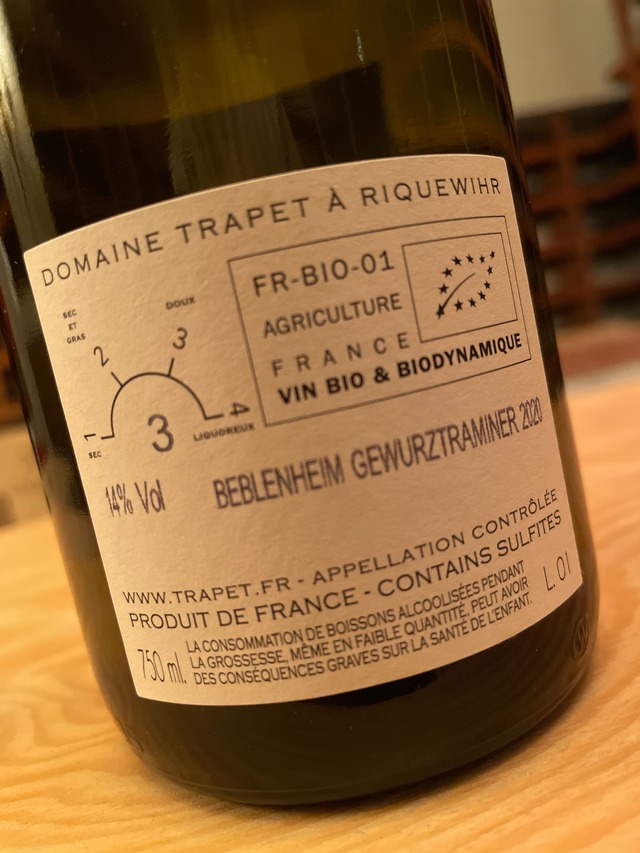 DOMAINE TRAPET À RIQUEWIHR
SEC
ET
GRAS
DOUX
2
3
1
SEC
3
4
LIQUOREUX
FR-BIO-01
AGRICULTURE
FRANCE
VIN BIO & BIODYNAMIQUE
14% Vol
BEBLENHEIM GEWURZTRAMINER 2020
WWW.TRAPET.FR - APPELLATION CONTRÔLÉE
PRODUIT DE FRANCE - CONTAINS SULFITES
750 ml.
LA CONSOMMATION DE BOISSONS ALCOOLISÉES PENDANT
LA GROSSESSE, MÊME EN FAIBLE QUANTITÉ, PEUT AVOIR
DES CONSÉQUENCES GRAVES SUR LA SANTÉ DE L'ENFANT.
L.01